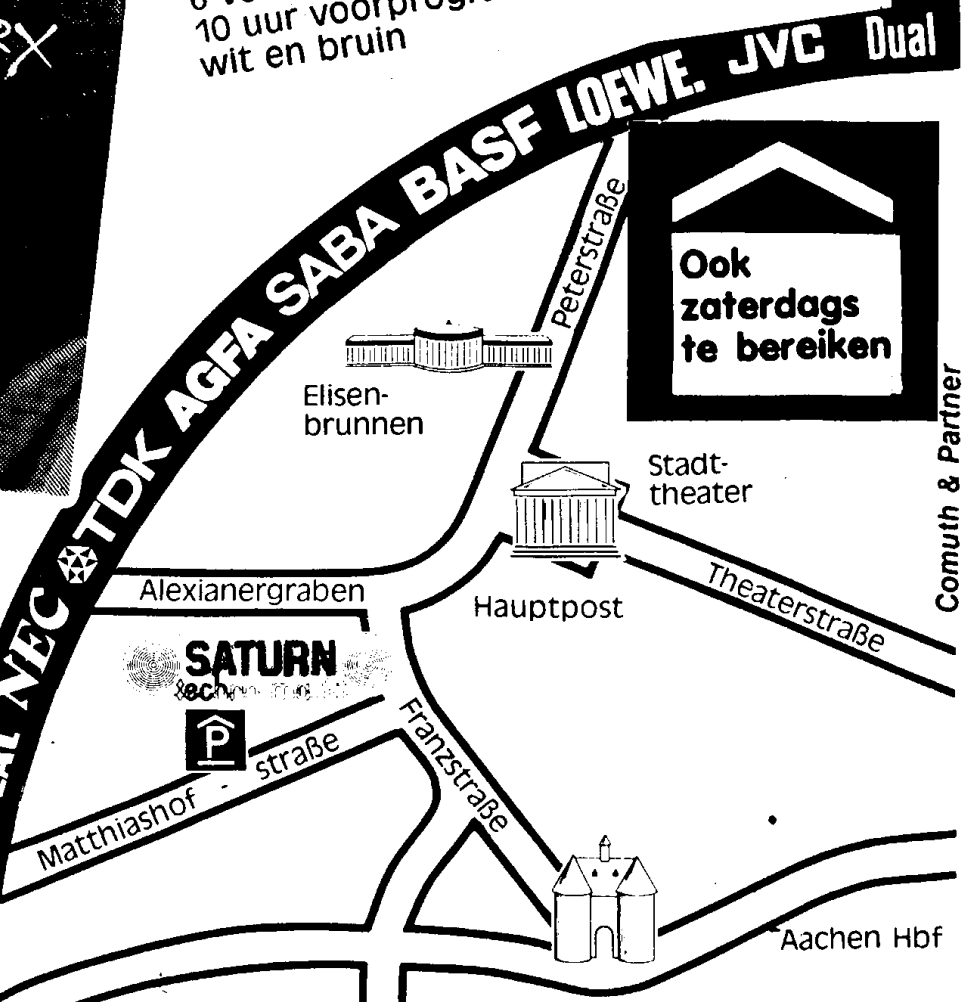 10 uur
wit en bruin
NEC TDK AGFA SABA BASF LOEWE. JVC Dual
Peterstraße
Ook
zaterdags
te bereiken
Elisen-
brunnen
Comuth & Partner
Stadt-
theater
Alexianergraben
Hauptpost
Theaterstraße
SATURN
P
Franzstraße
Matthiashof - straße
Aachen Hbf